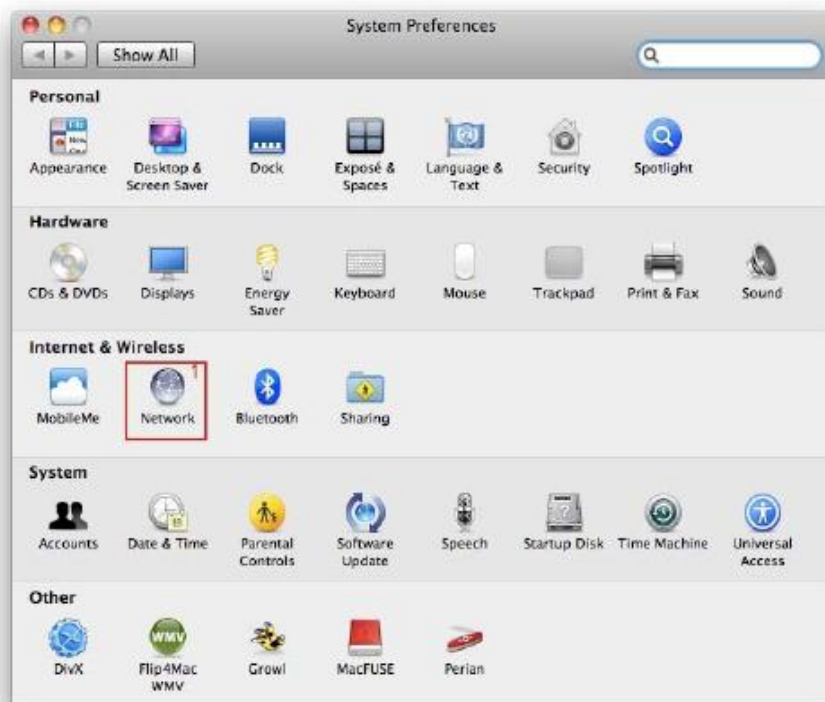 System Preferences
Show All
Personal
Appearance
Desktop &
Screen Saver
Dock
Exposé &
Spaces
Language &
Text
Security
Spotlight
Hardware
CDs & DVDs
Displays
Energy
Saver
Keyboard
Mouse
Trackpad
Print & Fax
Sound
Internet & Wireless
MobileMe
1
Network
Bluetooth
Sharing
System
Accounts
Date & Time
Parental
Controls
Software
Update
Speech
Startup Disk
Time Machine
Universal
Access
Other
DivX
WMV
Flip4Mac
WMV
Growl
MacFUSE
Perian